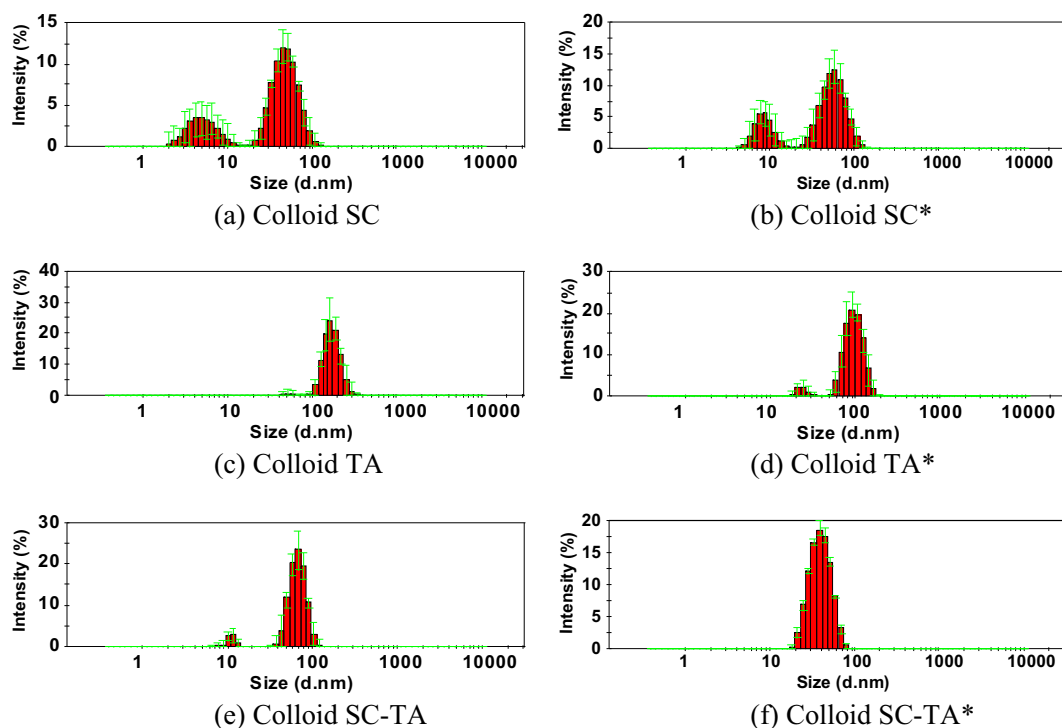 Intensity (%)
15
10
5
0
1 10 100 1000 10000
Size (d.nm)
(a) Colloid SC
Intensity (%)
20
15
10
5
0
1 10 100 1000 10000
Size (d.nm)
(b) Colloid SC*
Intensity (%)
40
30
20
10
0
1 10 100 1000 10000
Size (d.nm)
(c) Colloid TA
Intensity (%)
30
20
10
0
1 10 100 1000 10000
Size (d.nm)
(d) Colloid TA*
Intensity (%)
30
20
10
0
1 10 100 1000 10000
Size (d.nm)
(e) Colloid SC-TA
Intensity (%)
20
15
10
5
0
1 10 100 1000 10000
Size (d.nm)
(f) Colloid SC-TA*